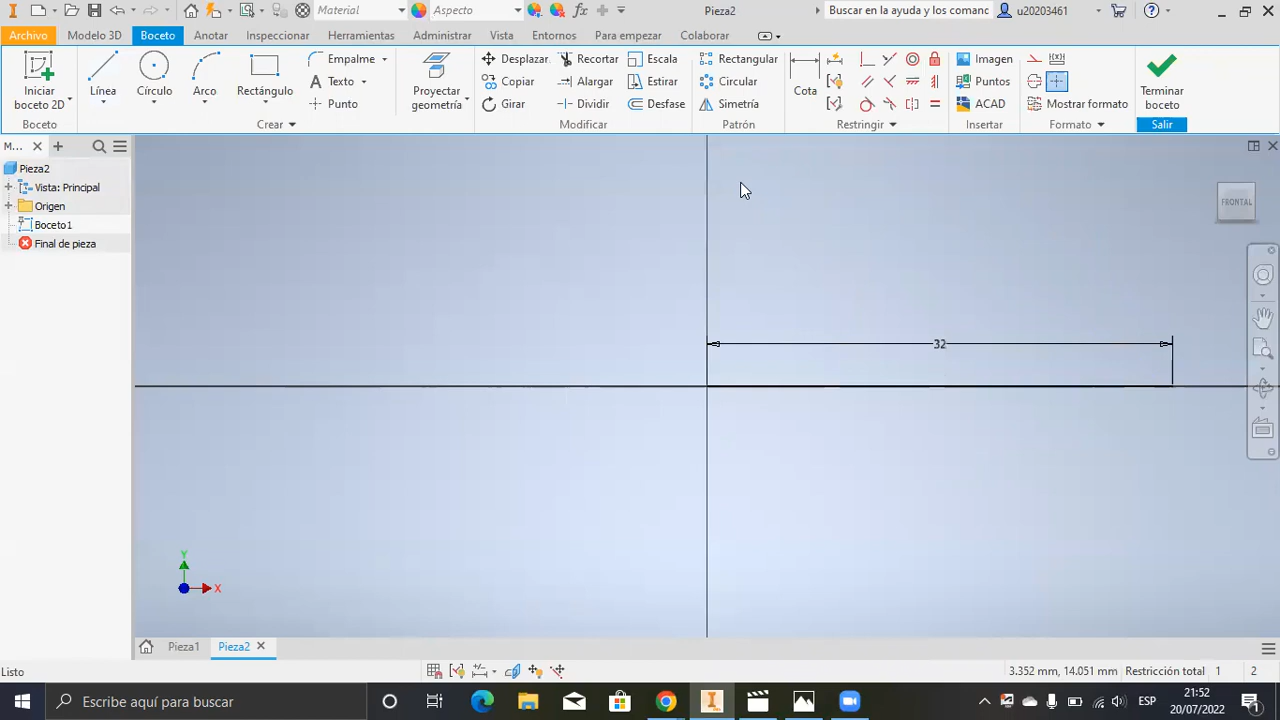 Material
Aspecto
fx
Pieza2
Buscar en la ayuda y los comanc
u20203461
Archivo
Modelo 3D
Boceto
Anotar
Inspeccionar
Herramientas
Administrar
Vista
Entornos
Para empezar
Colaborar
Iniciar
boceto 2D
Línea
Círculo
Arco
Rectángulo
Empalme
Texto
Punto
Proyectar
geometría
Desplazar
Copiar
Girar
Recortar
Alargar
Dividir
Escala
Estirar
Desfase
Rectangular
Circular
Simetría
Cota
Imagen
Puntos
ACAD
Mostrar formato
Terminar
boceto
Boceto
Crear
Modificar
Patrón
Restringir
Insertar
Formato
Salir
M...
Pieza2
Vista: Principal
Origen
Boceto1
Final de pieza
FRONTAL
32
Y
X
Pieza1
Pieza2
Listo
3.352 mm, 14.051 mm
Restricción total
1
2
Escribe aquí para buscar
ESP
21:52
20/07/2022